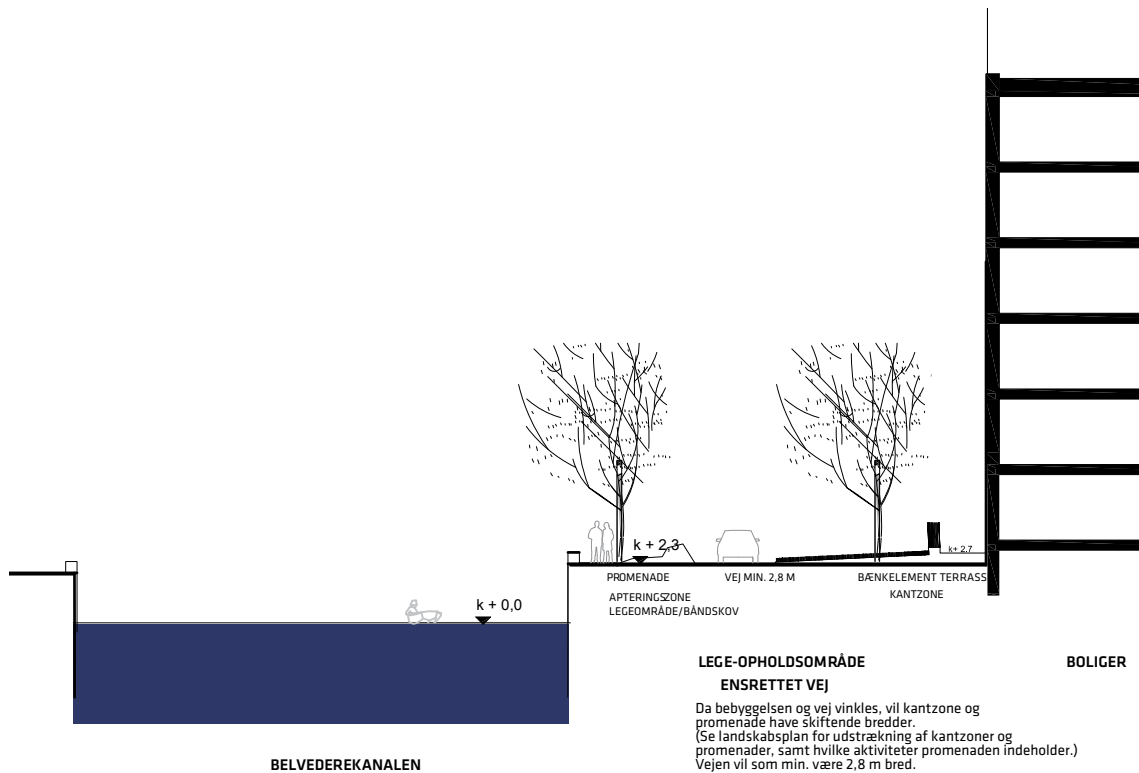 k + 2,3
k+ 2.7
k + 0,0
PROMENADE
VEJ MIN. 2,8 M
BÆNKELEMENT TERRASS
APTERINGSZONE
LEGEOMRÅDE/BÅNDSKOV
KANTZONE
LEGE-OPHOLDSOMRÅDE
BOLIGER
ENSRETTET VEJ
Da bebyggelsen og vej vinkles, vil kantzone og
promenade have skiftende bredder.
(Se landskabsplan for udstrækning af kantzoner og
promenader, samt hvilke aktiviteter promenaden indeholder.)
Vejen vil som min. være 2,8 m bred.
BELVEDEREKANALEN